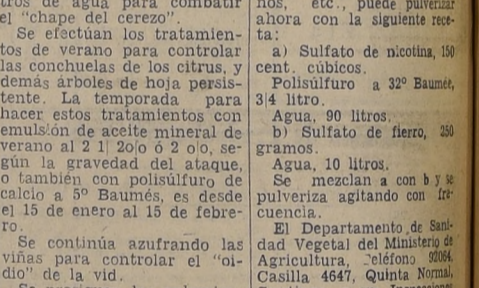 tros de agua para combatir
el "chape del cerezo".
Se efectúan los tratamien-
tos de verano para controlar
las conchuelas de los citrus, y
demás árboles de hoja persis-
tente. La temporada para
hacer estos tratamientos con
emulsión de aceite mineral de
verano al 2 1| 2o|o ó 2 o|o, se-
gún la gravedad del ataque,
o también con polisúlfuro de
calcio a 5º Baumés, es desde
el 15 de enero al 15 de febre-
ro.
Se continúa azufrando las
viñas para controlar el "oi-
dio" de la vid.
nos, etc., puede pulverizar
ahora con la siguiente rece-
ta:
a) Sulfato de nicotina, 150
cent. cúbicos.
Polisúlfuro a 32º Baumée,
3|4 litro.
Agua, 90 litros.
b) Sulfato de fierro, 250
gramos.
Agua, 10 litros.
Se mezclan a con b y se
pulveriza agitando con fre-
cuencia.
El Departamento de Sani-
dad Vegetal del Ministerio de
Agricultura, Teléfono 92064,
Casilla 4647, Quinta Normal,